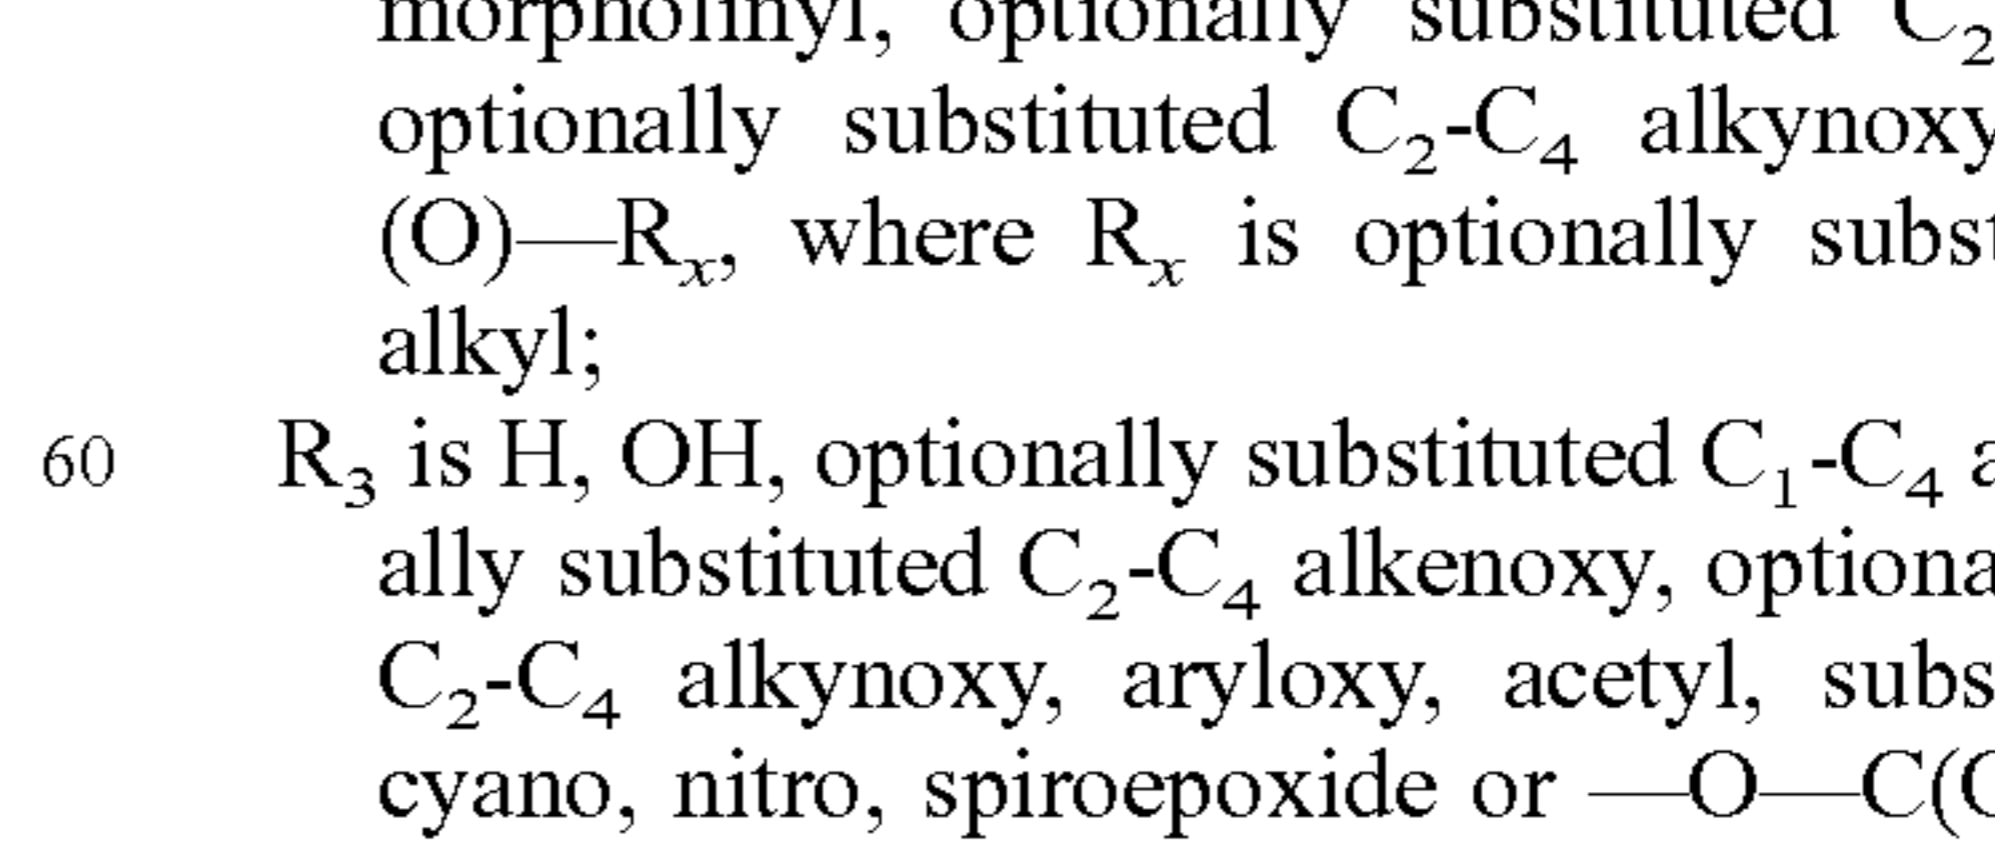 morpholinyl, optionally substituted C₂
optionally substituted C₂-C₄ alkynoxy
(O)—Rₓ, where Rₓ is optionally subst
alkyl;
60 R₃ is H, OH, optionally substituted C₁-C₄ a
ally substituted C₂-C₄ alkenoxy, optiona
C₂-C₄ alkynoxy, aryloxy, acetyl, subs
cyano, nitro, spiroepoxide or —O—C(